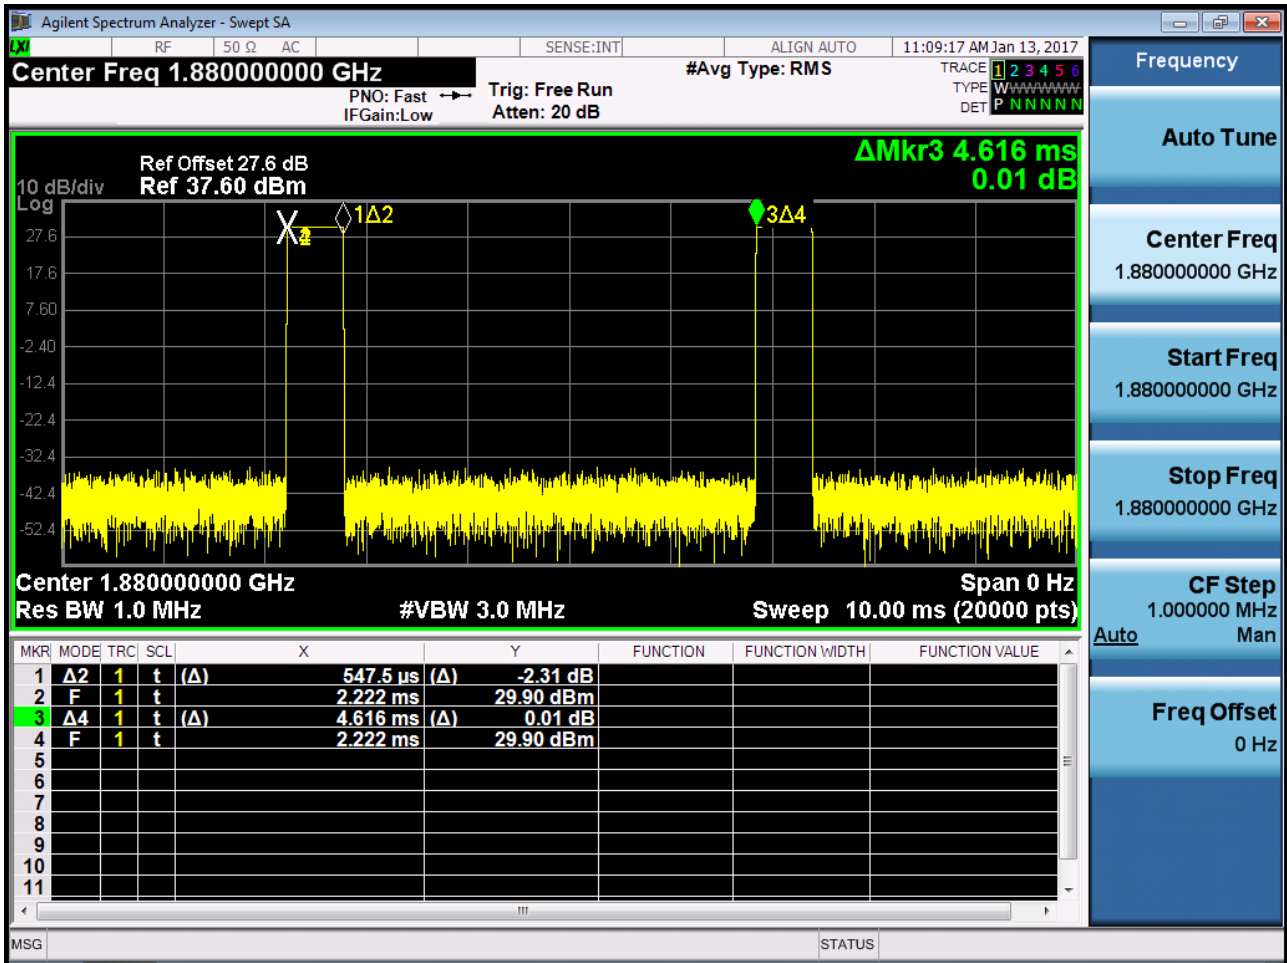 Agilent Spectrum Analyzer - Swept SA
LXI RF 50 Ω AC SENSE:INT ALIGN AUTO 11:09:17 AM Jan 13, 2017
Center Freq 1.880000000 GHz
PNO: Fast
IFGain:Low
Trig: Free Run
Atten: 20 dB
#Avg Type: RMS
TRACE 1 2 3 4 5 6
TYPE WWWWWW
DET P N N N N N
ΔMkr3 4.616 ms
0.01 dB
Ref Offset 27.6 dB
10 dB/div Ref 37.60 dBm
Log
1Δ2
3Δ4
27.6
17.6
7.60
-2.40
-12.4
-22.4
-32.4
-42.4
-52.4
Center 1.880000000 GHz Span 0 Hz
Res BW 1.0 MHz #VBW 3.0 MHz Sweep 10.00 ms (20000 pts)
MKR MODE TRC SCL X Y FUNCTION FUNCTION WIDTH FUNCTION VALUE
1 Δ2 1 t (Δ) 547.5 µs (Δ) -2.31 dB
2 F 1 t 2.222 ms 29.90 dBm
3 Δ4 1 t (Δ) 4.616 ms (Δ) 0.01 dB
4 F 1 t 2.222 ms 29.90 dBm
5
6
7
8
9
10
11
MSG STATUS
Frequency
Auto Tune
Center Freq
1.880000000 GHz
Start Freq
1.880000000 GHz
Stop Freq
1.880000000 GHz
CF Step
1.000000 MHz
Auto Man
Freq Offset
0 Hz